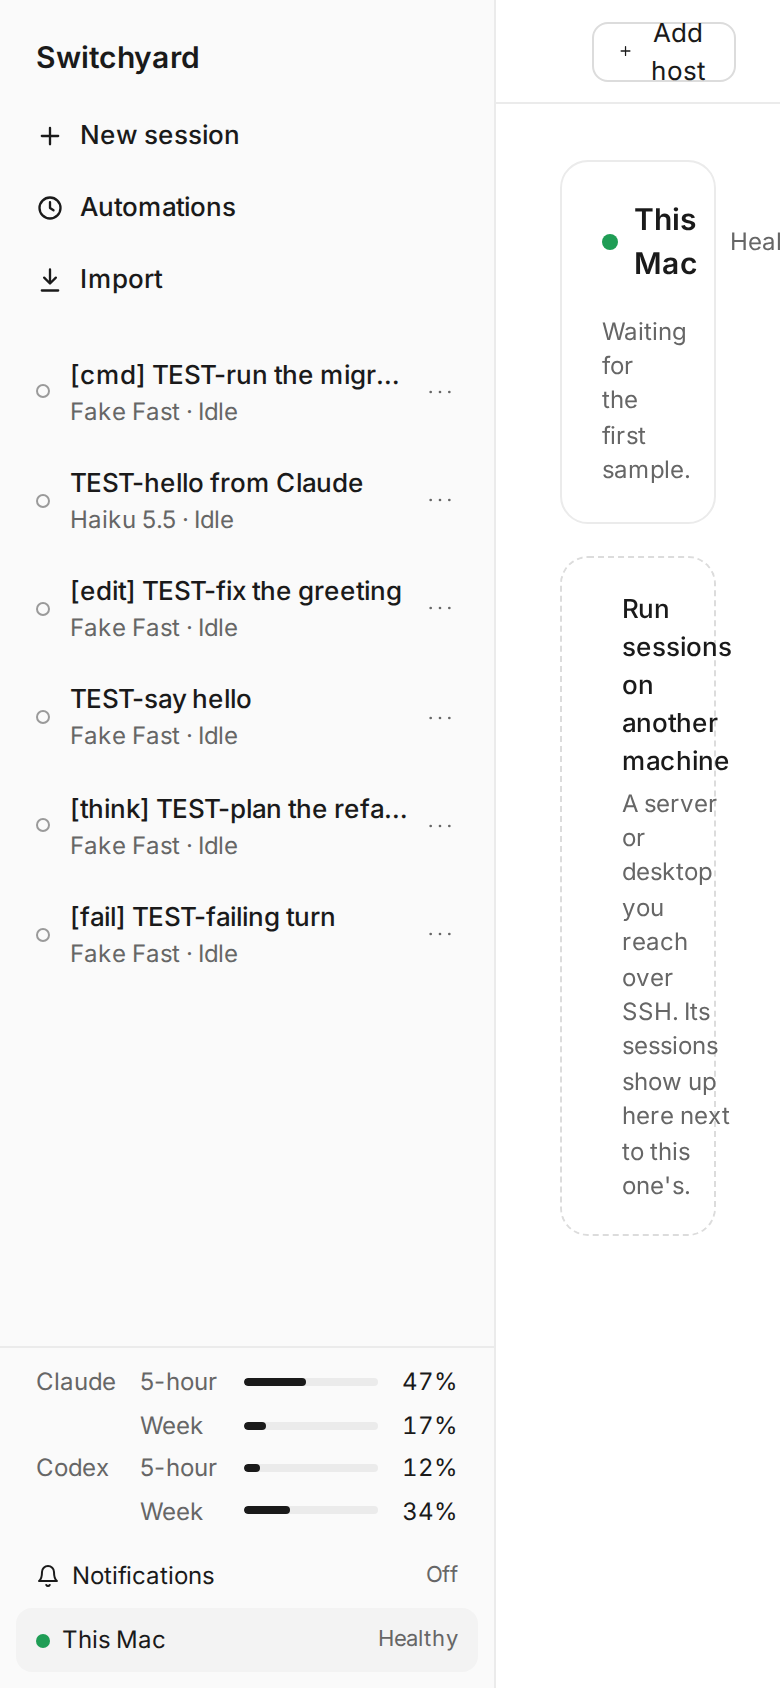 Switchyard
New session
Automations
Import
[cmd] TEST-run the migr...
Fake Fast · Idle
TEST-hello from Claude
Haiku 5.5 · Idle
[edit] TEST-fix the greeting
Fake Fast · Idle
TEST-say hello
Fake Fast · Idle
[think] TEST-plan the refa...
Fake Fast · Idle
[fail] TEST-failing turn
Fake Fast · Idle
Claude 5-hour 47%
Week 17%
Codex 5-hour 12%
Week 34%
Notifications Off
This Mac Healthy
+ Add
host
This
Mac
Heal
Waiting
for
the
first
sample.
Run
sessions
on
another
machine
A server
or
desktop
you
reach
over
SSH. Its
sessions
show up
here next
to this
one's.